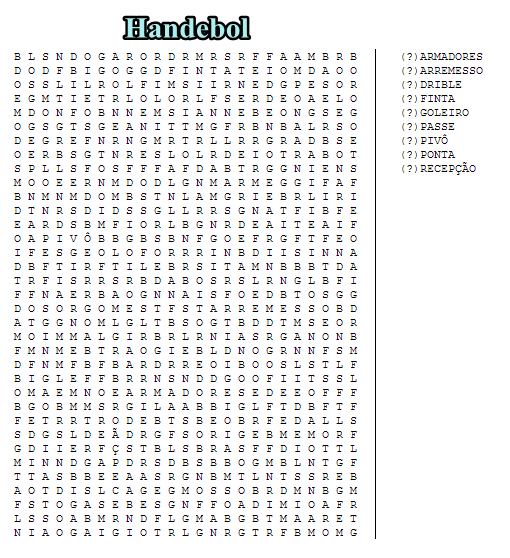 Handebol
B L S N D O G A R O R D R M R S R F F A A M B R B
D O D F B I G O G G D F I N T A T E I O M D A O O
O S S L I L R O L F I M S I I R N E D G P E S O R
E G M T I E T R L O L O R L F S E R D E O A E L O
M D O N F O B N N E M S I A N N E B E O N G S E G
O G S G T S G E A N I T T M G F R B N B A L R S O
D E G R E F N R N G M R T R L L R R G R A D B S E
O E R B S G T N R E S L O L R D E I O T R A B O T
S P L L S F O S F F F A F D A B T R G G N I E N S
M O O E E R N M D O D L G N M A R M E G G I F A F
B N M N M D O M B S T N L A M G R I E B R L I R I
D T N R S D I D S S G L L R R S G N A T F I B F E
E A R D S B M F I O R L B G N R D E A I T E A I F
O A P I V Ô B B G B S B N F G O E F R G F T F E O
I F E S G E O L O F O R R R I N B D I I S I N N A
D B F T I R F T I L E B R S I T A M N B B B T D A
T R F I S R R S R B D A B O S R S L R N G L B F I
F F N A E R B A O G N N A I S F O E D B T O S G G
D O S O R G O M E S T F S T A R R E M E S S O B D
A T G G N O M L G L T B S O G T B D D T M S E O R
M O I M M A L G I R B R L R N I A S R G A N O N B
F M N M E B T R A O G I E B L D N O G R N N F S M
D F N M F B F B A R D R R E O I B O O S L S T L F
B I G L E F F B R R N S N D D G O O F I I T S S L
O M A E M N O E A R M A D O R E S E D E E O F F F
B G O B M M S R G I L A A B B I G L F T D B F T F
F E T R R T R O D E B T S B E O B R F E D A L L S
S D G S L D E Ã D R G F S O R I G E B M E M O R F
G D I I E R F Ç S T B L S B R A S F F D I O T T L
M I N N D G A P D R S D B S B B O G M B L N T G F
T T A S B B E E A A S R G N B M T L N T S S R E B
A O T D I S L C A G E G M O S S O B R D M N B G M
F S T O G A S E B E S G N F F O A D I M I O A F R
L S S O A B M R N D F L G M A B G B T M A A R E T
N I A O G A I G I O T R L G N R G T R F B M O M G
(?)ARMADORES
(?)ARREMESSO
(?)DRIBLE
(?)FINTA
(?)GOLEIRO
(?)PASSE
(?)PIVÔ
(?)PONTA
(?)RECEPÇÃO